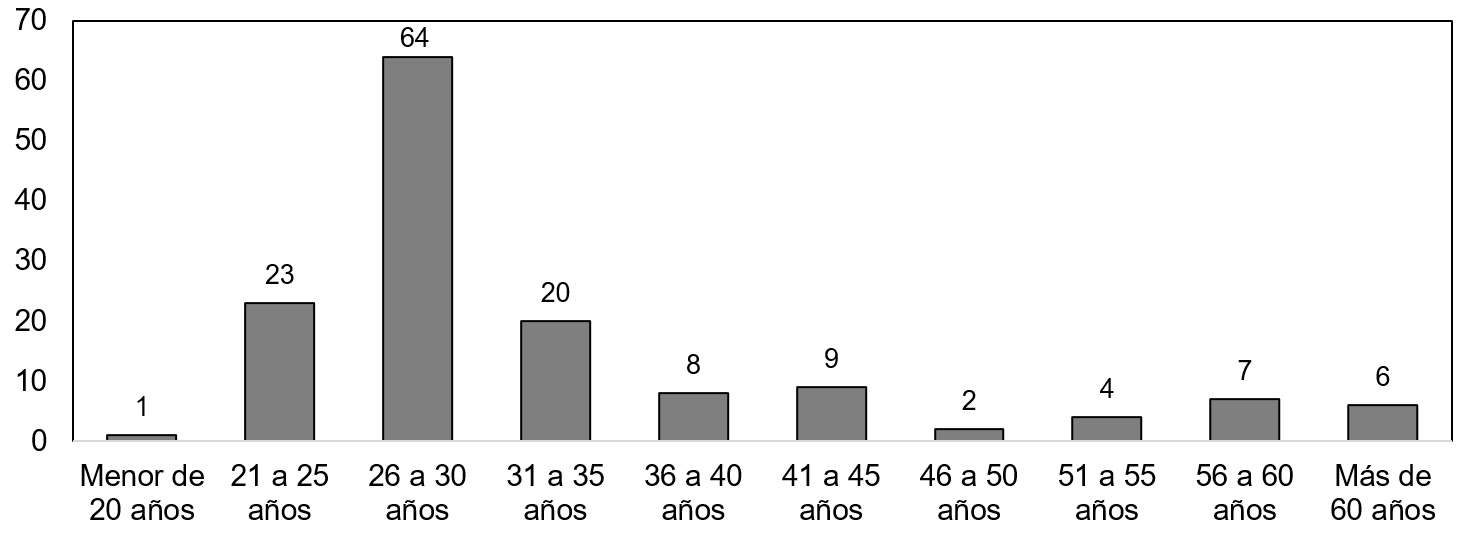 70
60
50
40
30
20
10
0
1
23
64
20
8
9
2
4
7
6
Menor de
20 años
21 a 25
años
26 a 30
años
31 a 35
años
36 a 40
años
41 a 45
años
46 a 50
años
51 a 55
años
56 a 60
años
Más de
60 años